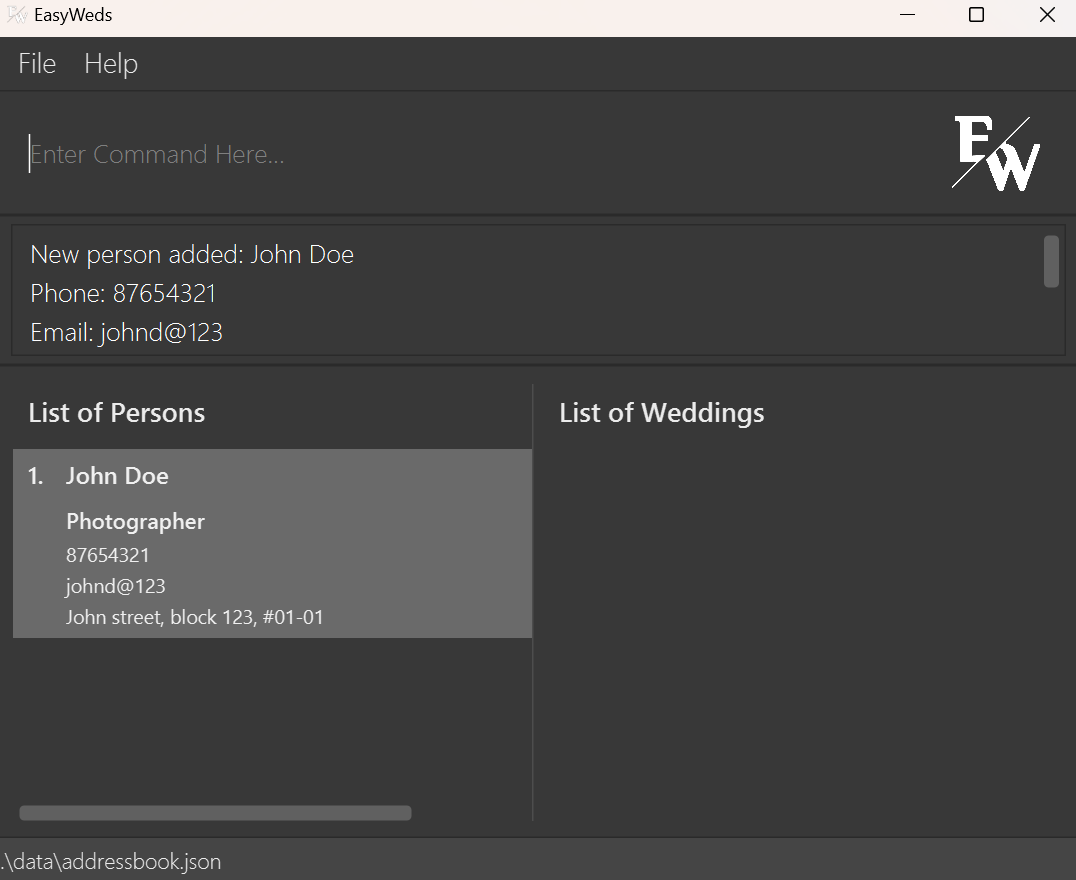 EasyWeds
File Help
Enter Command Here...
EW
New person added: John Doe
Phone: 87654321
Email: johnd@123
List of Persons
List of Weddings
1. John Doe
Photographer
87654321
johnd@123
John street, block 123, #01-01
.\data\addressbook.json